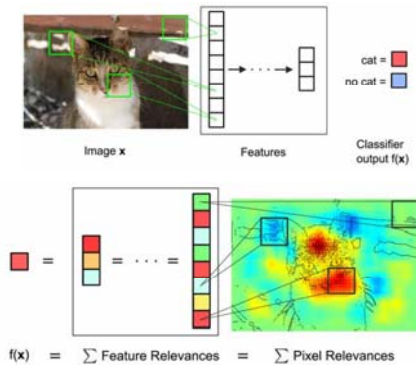 cat =
no cat =
Image x
Features
Classifier
output f(x)
= = · · · =
f(x) = ∑ Feature Relevances = ∑ Pixel Relevances